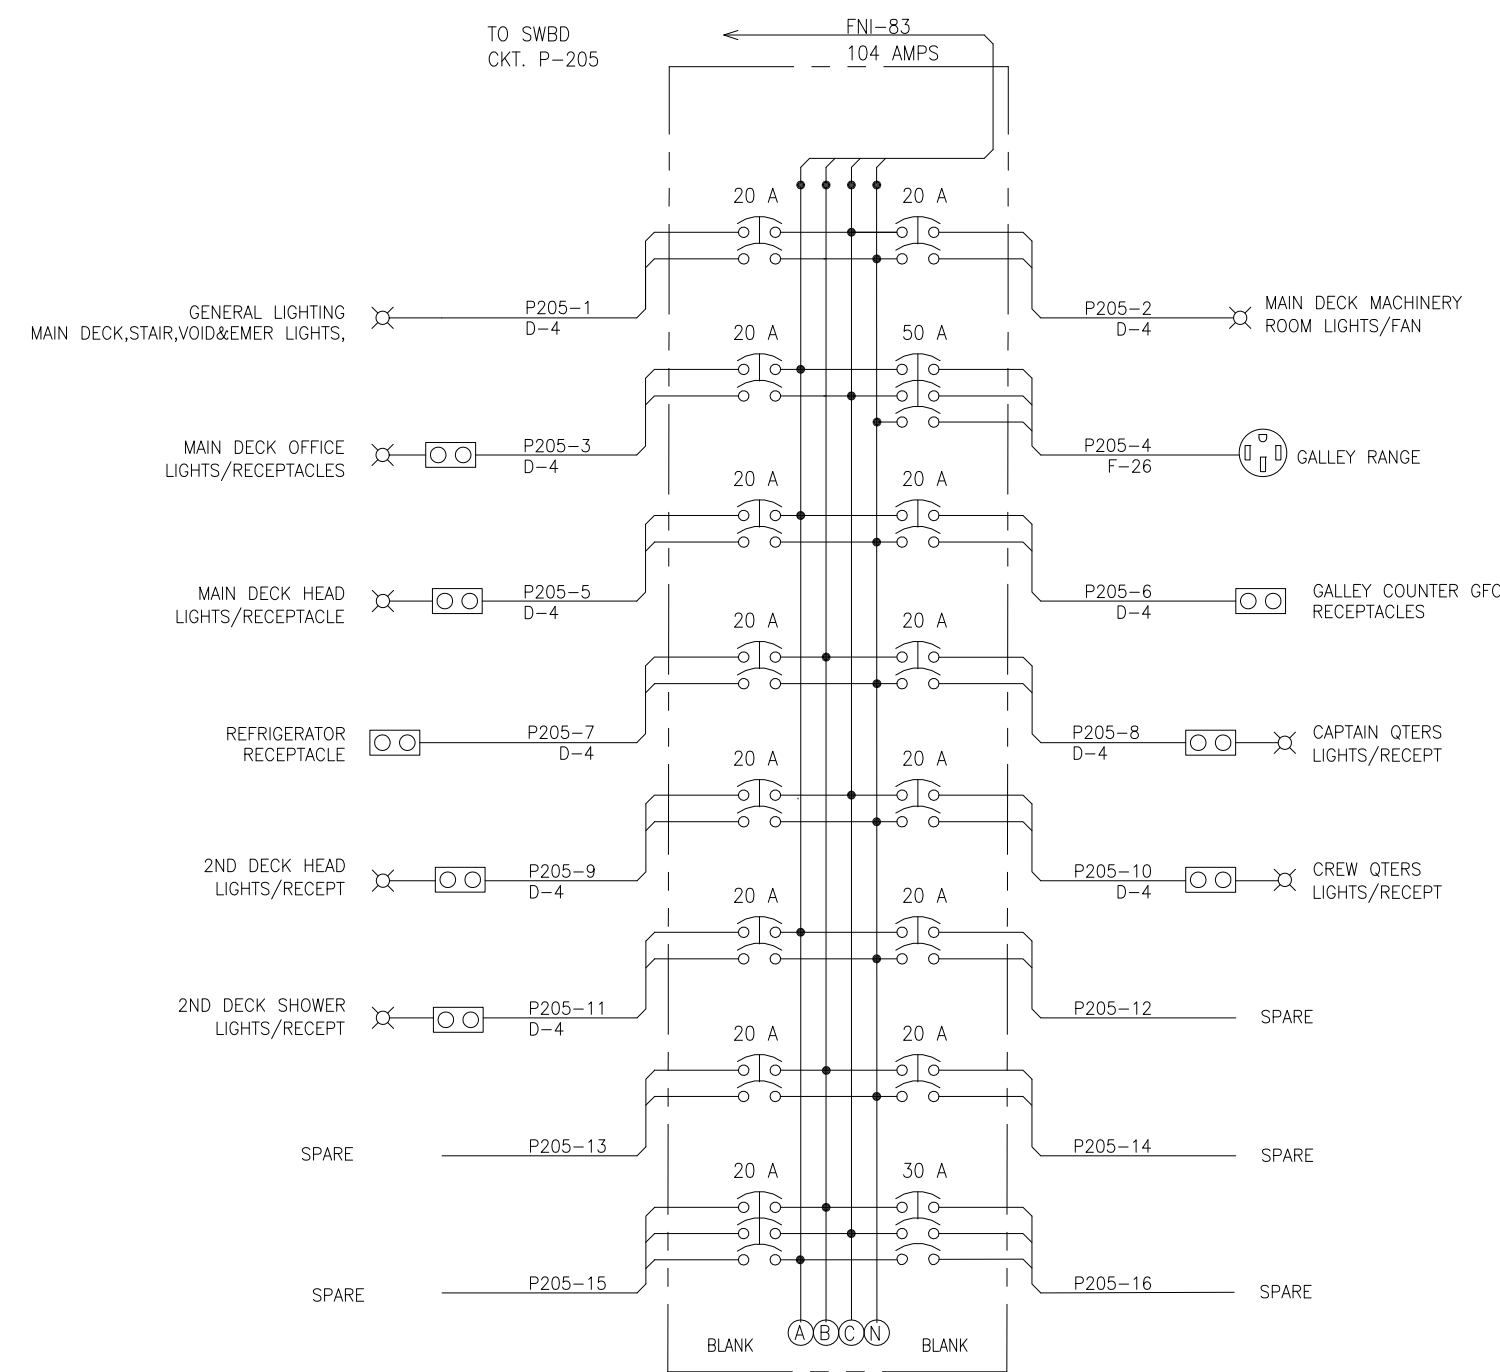 TO SWBD
CKT. P-205
FNI-83
104 AMPS
20 A
20 A
GENERAL LIGHTING
MAIN DECK,STAIR,VOID&EMER LIGHTS,
P205-1
D-4
P205-2
D-4
MAIN DECK MACHINERY
ROOM LIGHTS/FAN
20 A
50 A
MAIN DECK OFFICE
LIGHTS/RECEPTACLES
P205-3
D-4
P205-4
F-26
GALLEY RANGE
20 A
20 A
MAIN DECK HEAD
LIGHTS/RECEPTACLE
P205-5
D-4
P205-6
D-4
GALLEY COUNTER GFC
RECEPTACLES
20 A
20 A
REFRIGERATOR
RECEPTACLE
P205-7
D-4
P205-8
D-4
CAPTAIN QTERS
LIGHTS/RECEPT
20 A
20 A
2ND DECK HEAD
LIGHTS/RECEPT
P205-9
D-4
P205-10
D-4
CREW QTERS
LIGHTS/RECEPT
20 A
20 A
2ND DECK SHOWER
LIGHTS/RECEPT
P205-11
D-4
P205-12
SPARE
20 A
20 A
SPARE
P205-13
P205-14
SPARE
20 A
30 A
SPARE
P205-15
P205-16
SPARE
BLANK
A B C N
BLANK